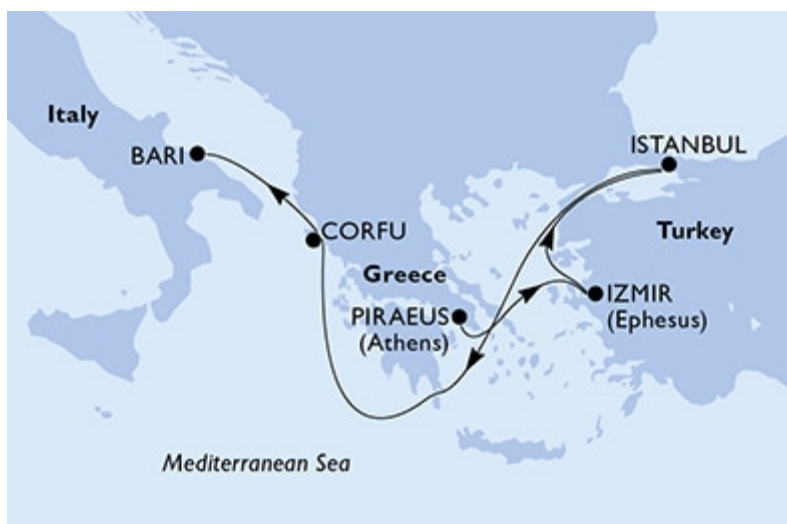 Italy
BARI
ISTANBUL
Turkey
CORFU
Greece
IZMIR
(Ephesus)
PIRAEUS
(Athens)
Mediterranean Sea